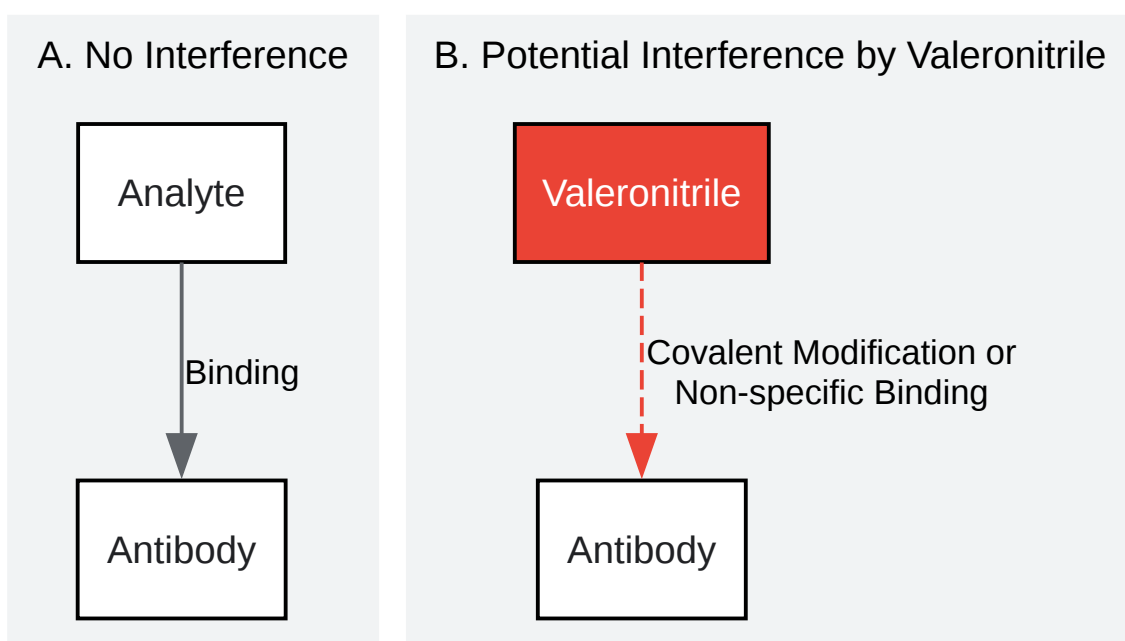 A. No Interference
Analyte
Binding
Antibody
B. Potential Interference by Valeronitrile
Valeronitrile
Covalent Modification or
Non-specific Binding
Antibody